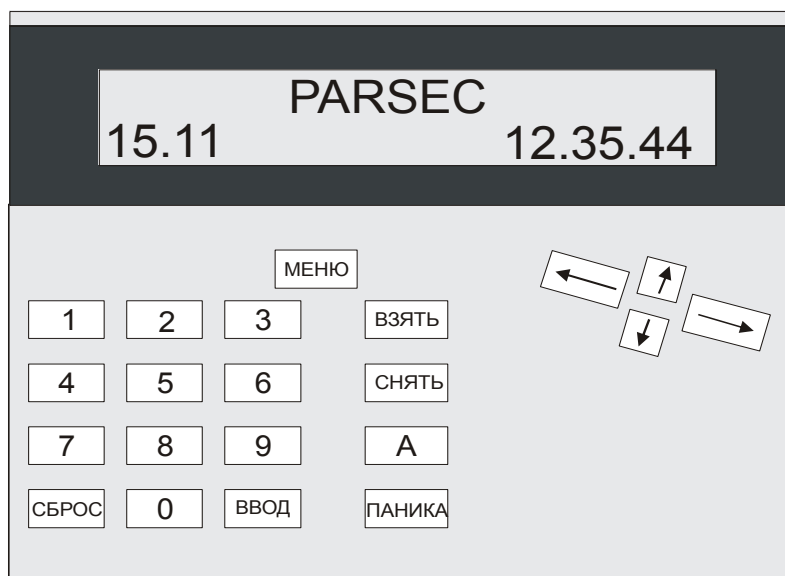 PARSEC
15.11 12.35.44
МЕНЮ
1 2 3 ВЗЯТЬ
4 5 6 СНЯТЬ
7 8 9 А
СБРОС 0 ВВОД ПАНИКА